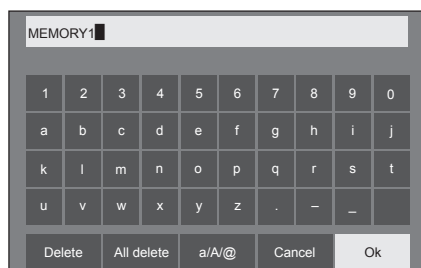 MEMORY1
1 2 3 4 5 6 7 8 9 0
a b c d e f g h i j
k l m n o p q r s t
u v w x y z . – _
Delete All delete a/A/@ Cancel Ok